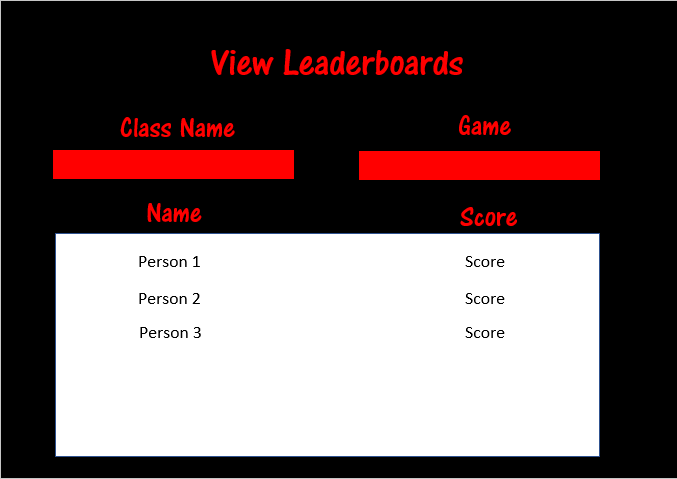 View Leaderboards
Class Name Game
Name Score
Person 1 Score
Person 2 Score
Person 3 Score